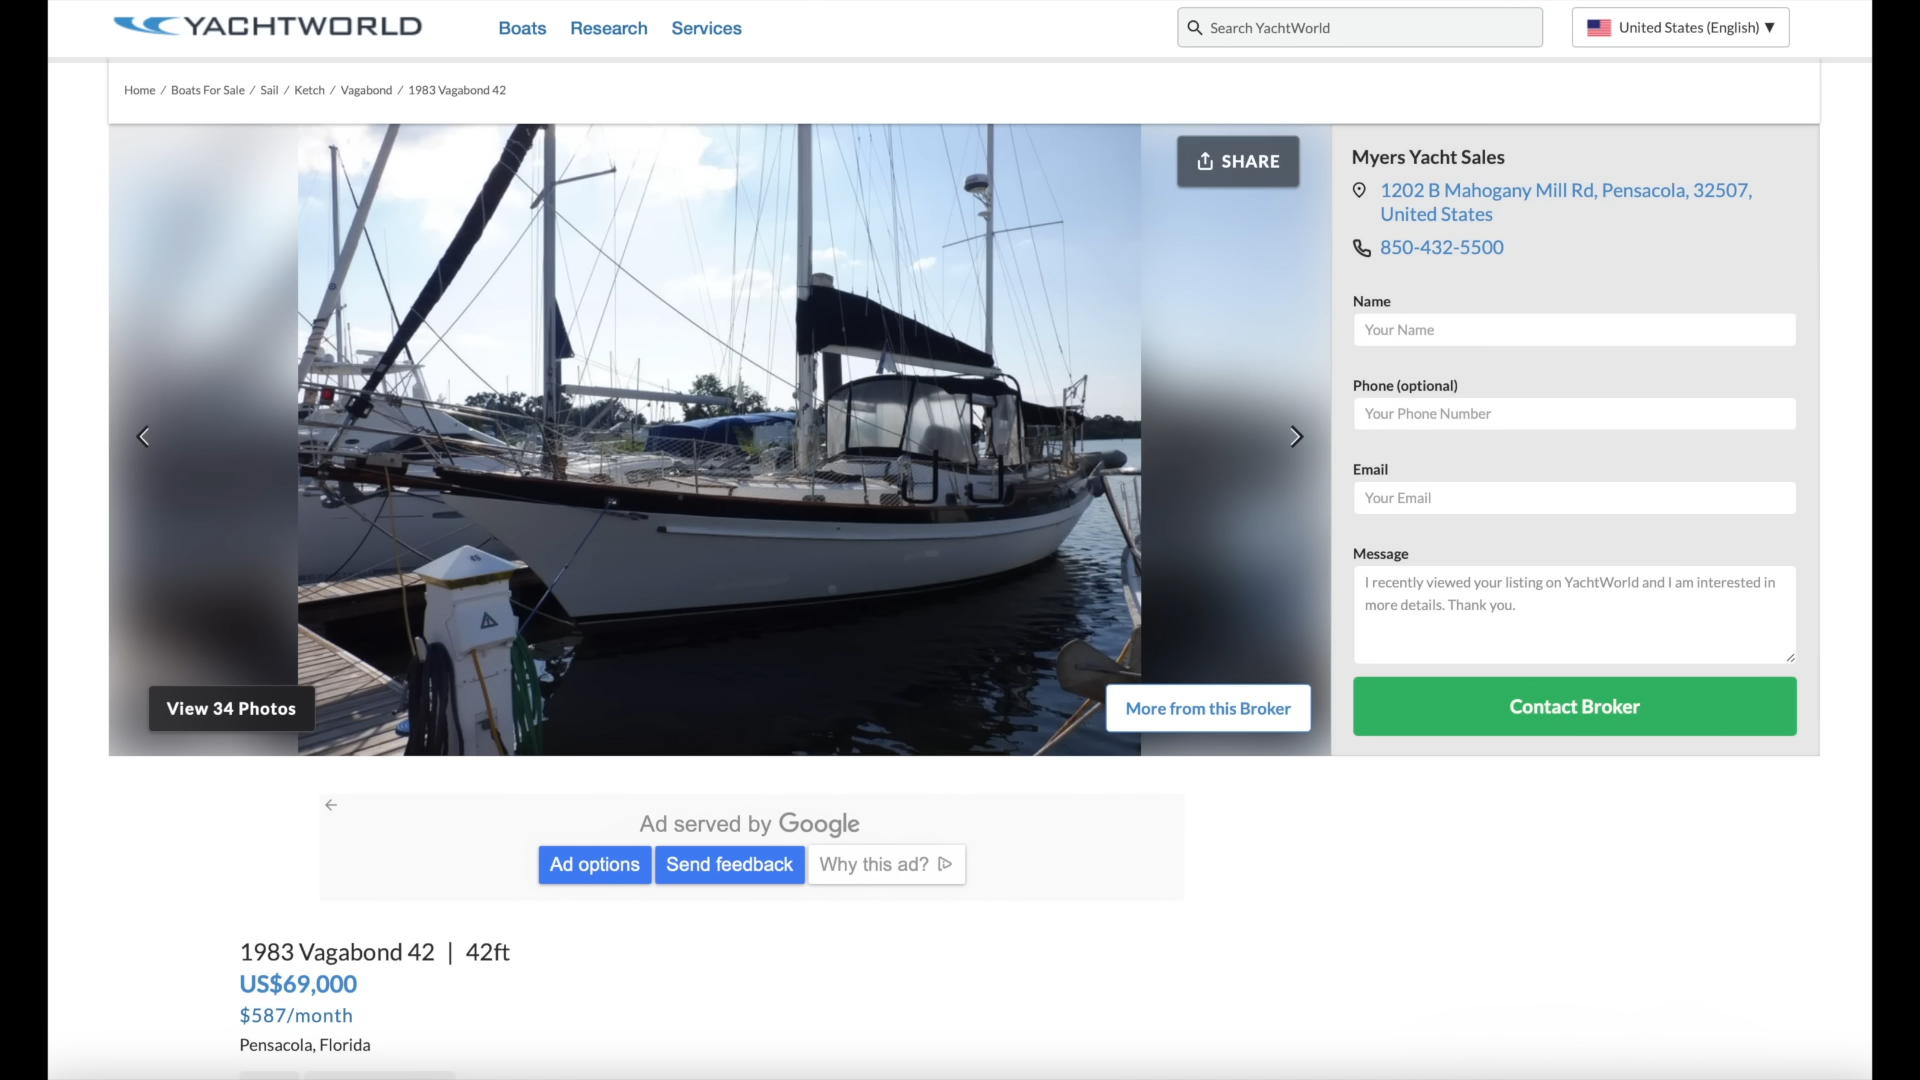 YACHTWORLD
Boats
Research
Services
Search YachtWorld
United States (English) ▼
Home / Boats For Sale / Sail / Ketch / Vagabond / 1983 Vagabond 42
SHARE
View 34 Photos
More from this Broker
Myers Yacht Sales
1202 B Mahogany Mill Rd, Pensacola, 32507,
United States
850-432-5500
Name
Your Name
Phone (optional)
Your Phone Number
Email
Your Email
Message
I recently viewed your listing on YachtWorld and I am interested in
more details. Thank you.
Contact Broker
Ad served by Google
Ad options
Send feedback
Why this ad?
1983 Vagabond 42 | 42ft
US$69,000
$587/month
Pensacola, Florida